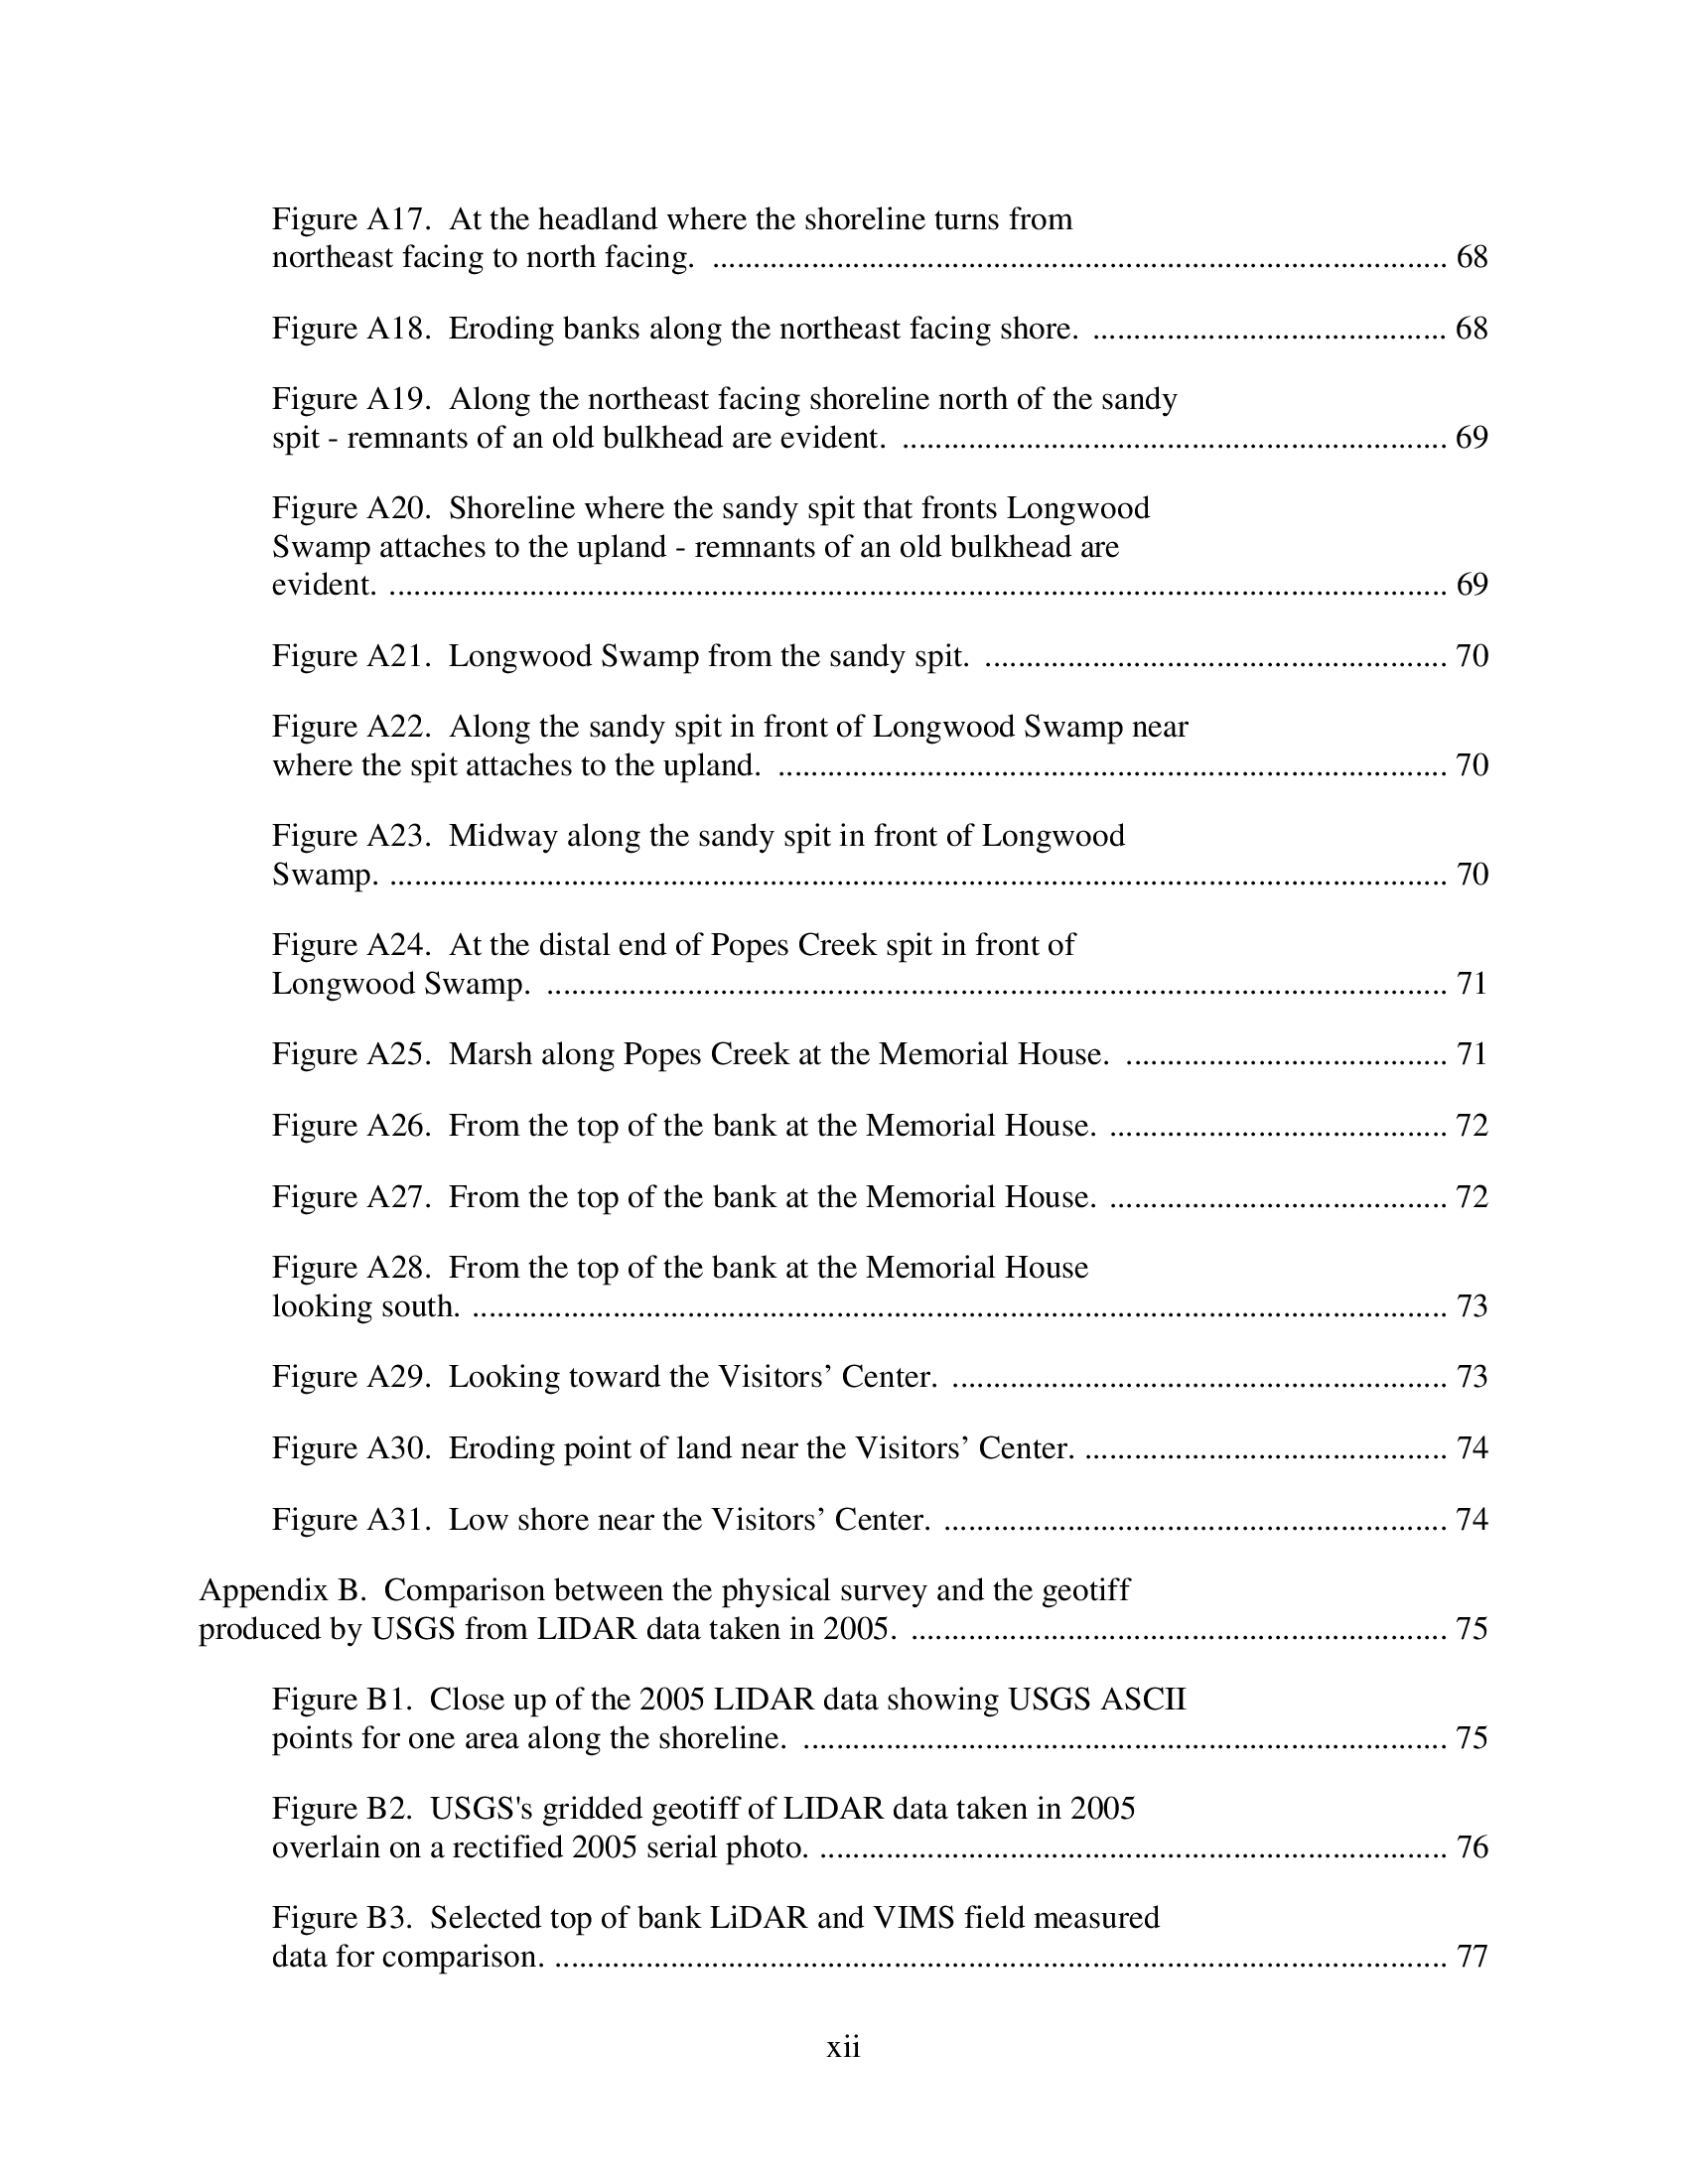 Figure A17.  At the headland where the shoreline turns from
northeast facing to north facing.  ......................................................................................... 68
Figure A18.  Eroding banks along the northeast facing shore.  ........................................... 68
Figure A19.  Along the northeast facing shoreline north of the sandy
spit - remnants of an old bulkhead are evident.  .................................................................. 69
Figure A20.  Shoreline where the sandy spit that fronts Longwood
Swamp attaches to the upland - remnants of an old bulkhead are
evident. ................................................................................................................................ 69
Figure A21.  Longwood Swamp from the sandy spit.  ........................................................ 70
Figure A22.  Along the sandy spit in front of Longwood Swamp near
where the spit attaches to the upland.  ................................................................................. 70
Figure A23.  Midway along the sandy spit in front of Longwood
Swamp. ................................................................................................................................ 70
Figure A24.  At the distal end of Popes Creek spit in front of
Longwood Swamp.  ............................................................................................................. 71
Figure A25.  Marsh along Popes Creek at the Memorial House.  ....................................... 71
Figure A26.  From the top of the bank at the Memorial House.  ......................................... 72
Figure A27.  From the top of the bank at the Memorial House.  ......................................... 72
Figure A28.  From the top of the bank at the Memorial House
looking south. ...................................................................................................................... 73
Figure A29.  Looking toward the Visitors’ Center.  ............................................................ 73
Figure A30.  Eroding point of land near the Visitors’ Center. ............................................ 74
Figure A31.  Low shore near the Visitors’ Center.  ............................................................. 74
Appendix B.  Comparison between the physical survey and the geotiff
produced by USGS from LIDAR data taken in 2005.  ................................................................. 75
Figure B1.  Close up of the 2005 LIDAR data showing USGS ASCII
points for one area along the shoreline.  .............................................................................. 75
Figure B2.  USGS's gridded geotiff of LIDAR data taken in 2005
overlain on a rectified 2005 serial photo. ............................................................................ 76
Figure B3.  Selected top of bank LiDAR and VIMS field measured
data for comparison. ............................................................................................................ 77
xii